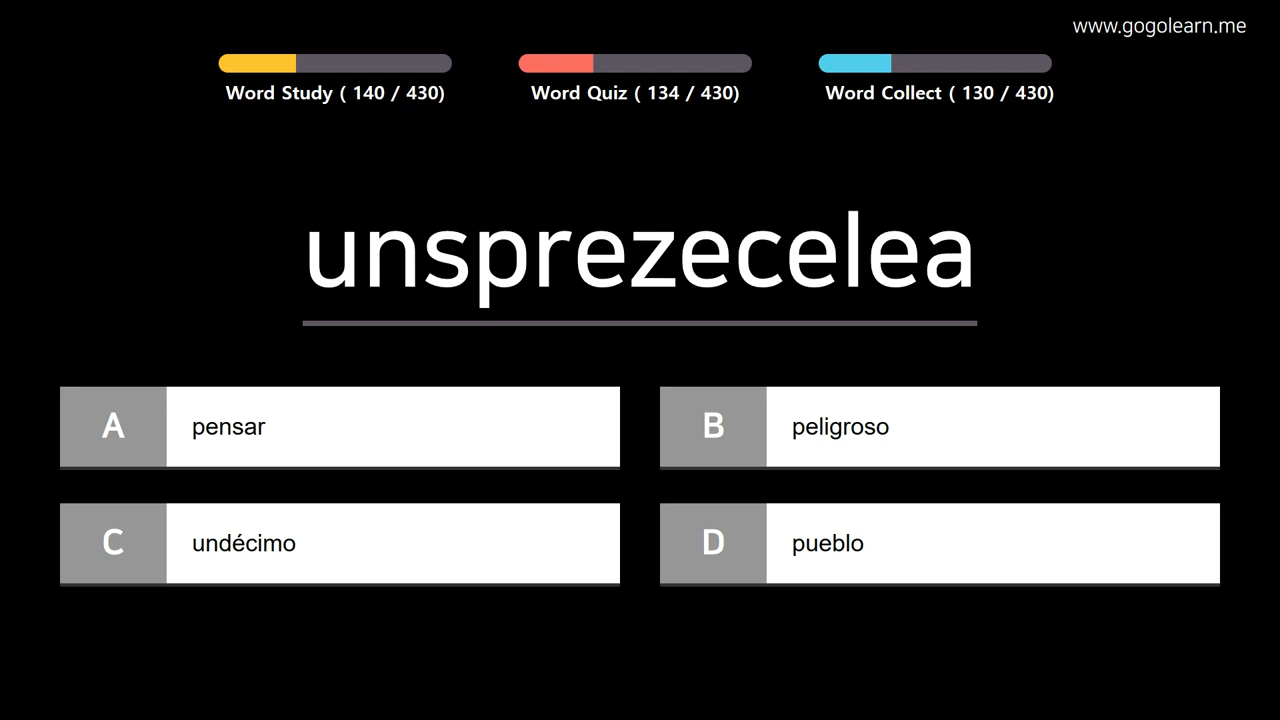 www.gogolearn.me
Word Study ( 140 / 430)
Word Quiz ( 134 / 430)
Word Collect ( 130 / 430)
unsprezecelea
A pensar
B peligroso
C undécimo
D pueblo